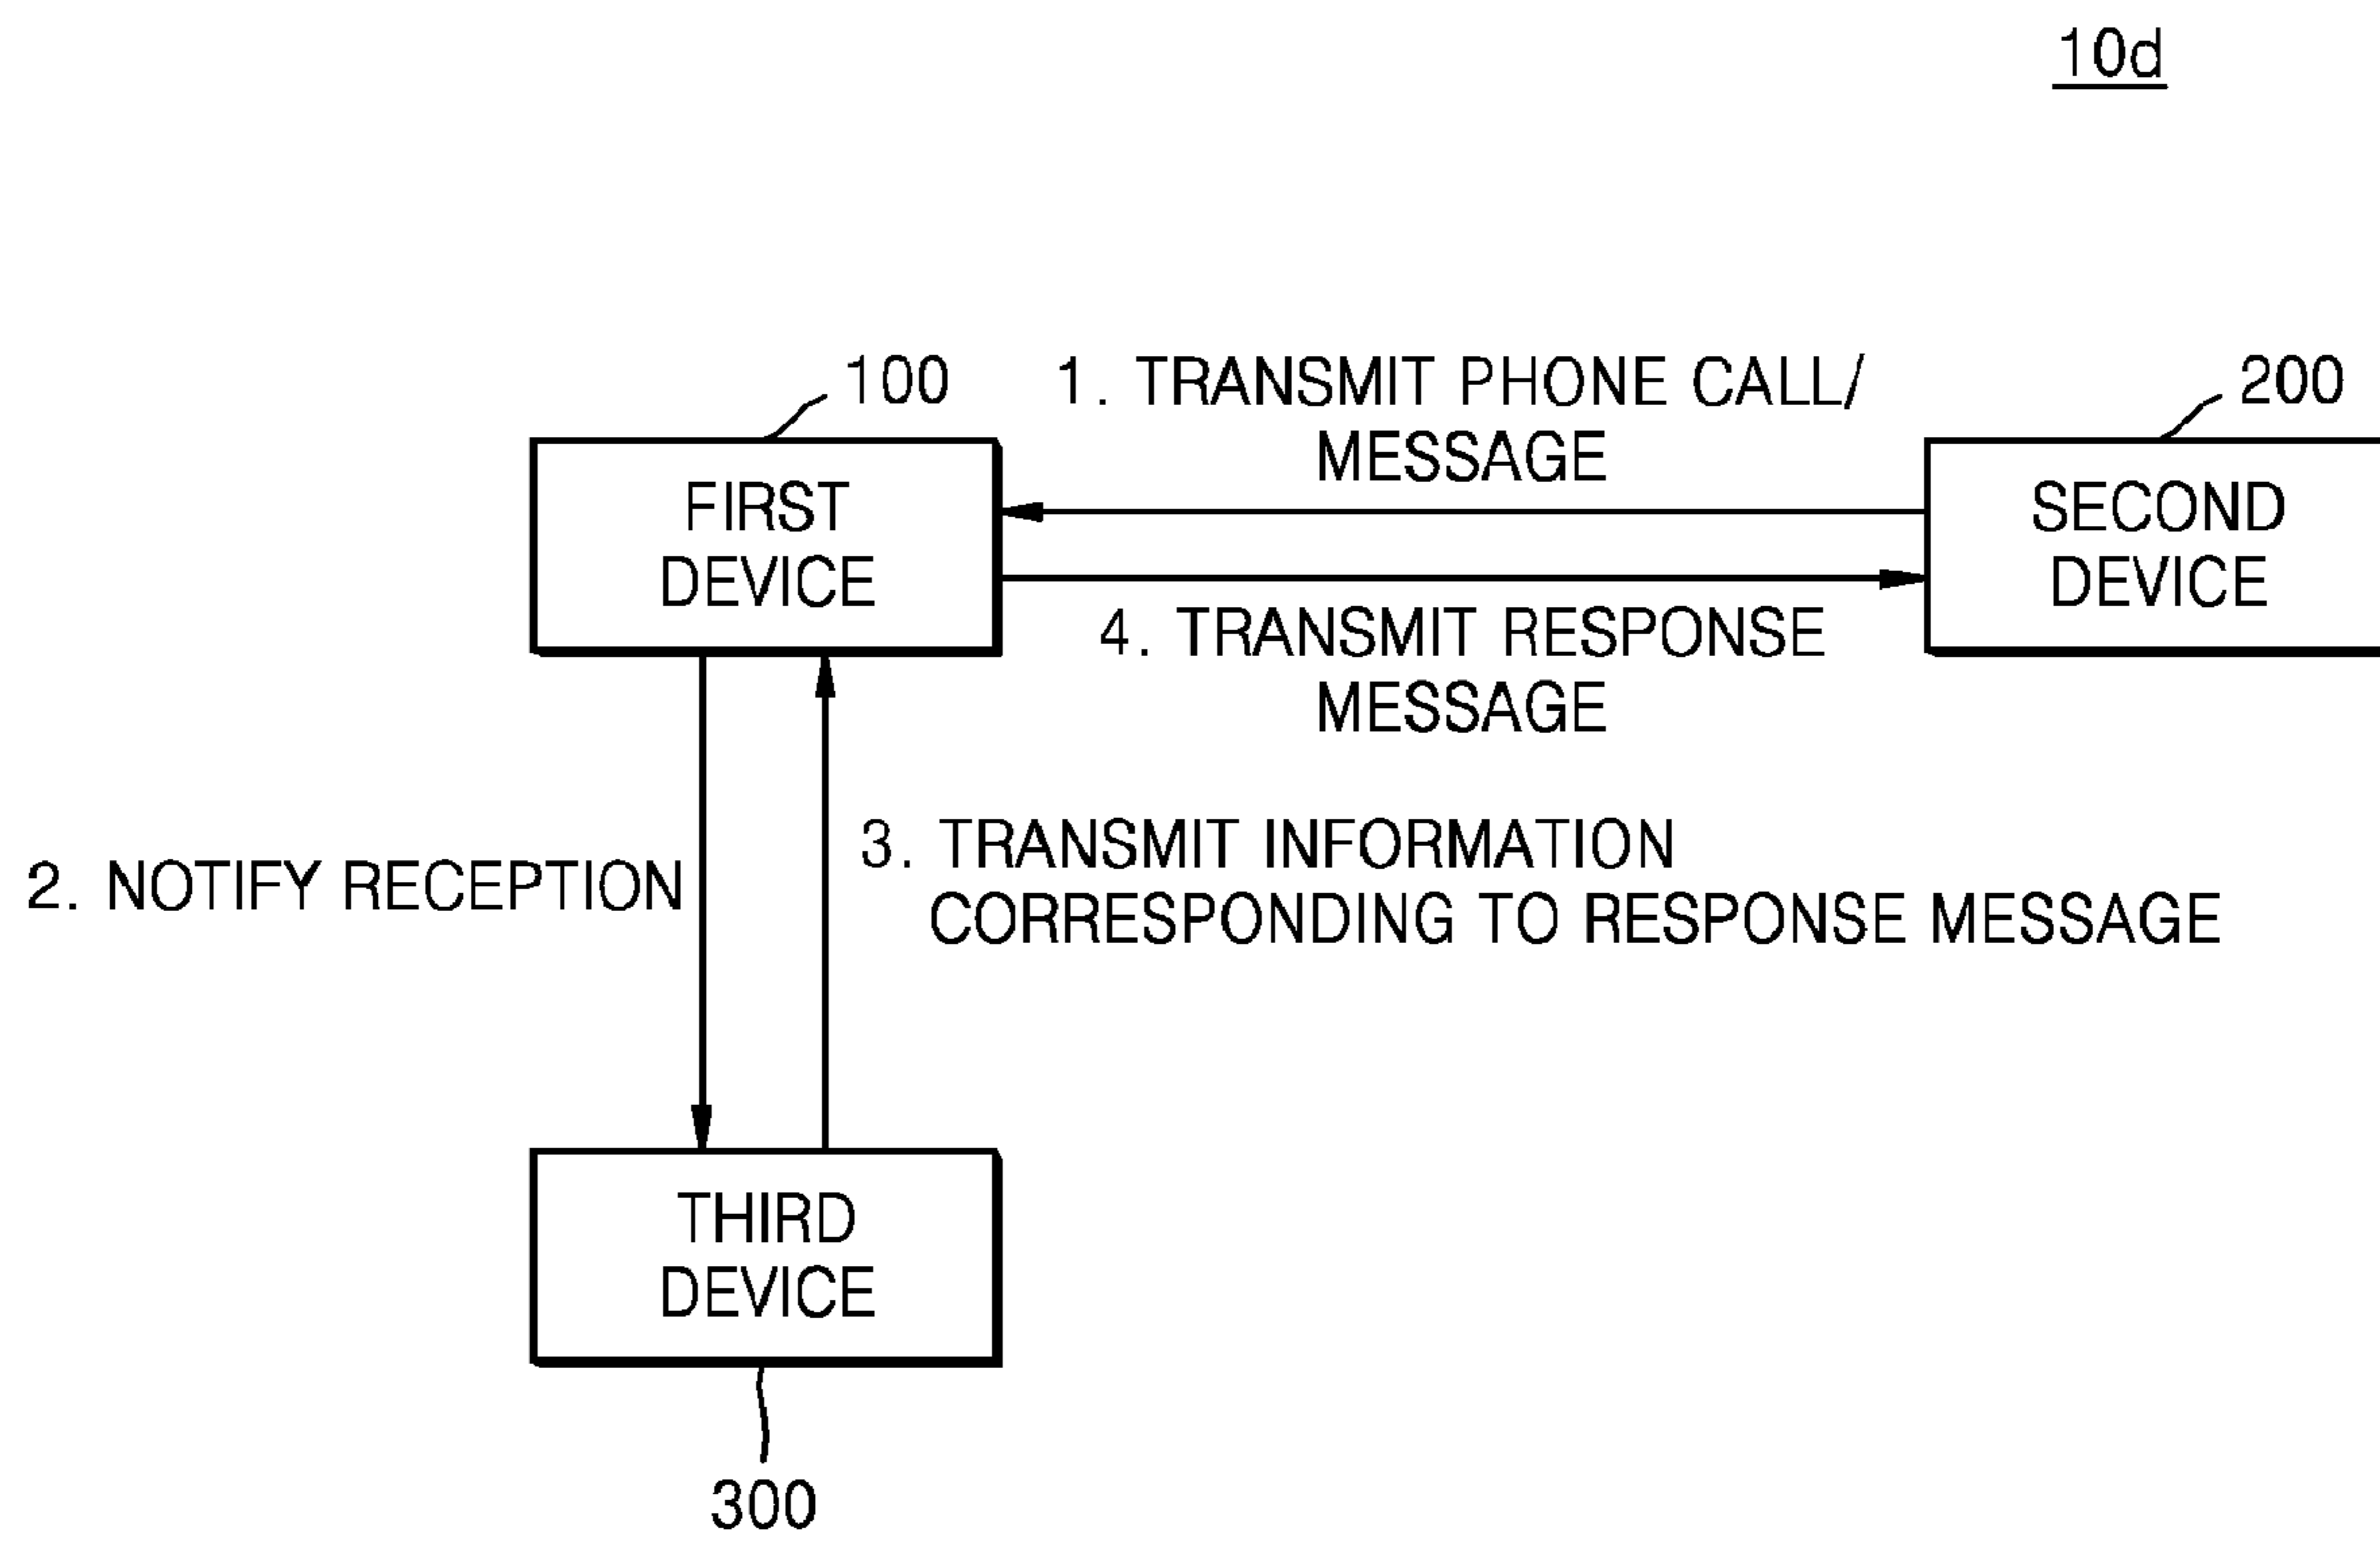 10d
100
1. TRANSMIT PHONE CALL/
MESSAGE
200
FIRST
DEVICE
SECOND
DEVICE
4. TRANSMIT RESPONSE
MESSAGE
2. NOTIFY RECEPTION
3. TRANSMIT INFORMATION
CORRESPONDING TO RESPONSE MESSAGE
THIRD
DEVICE
300